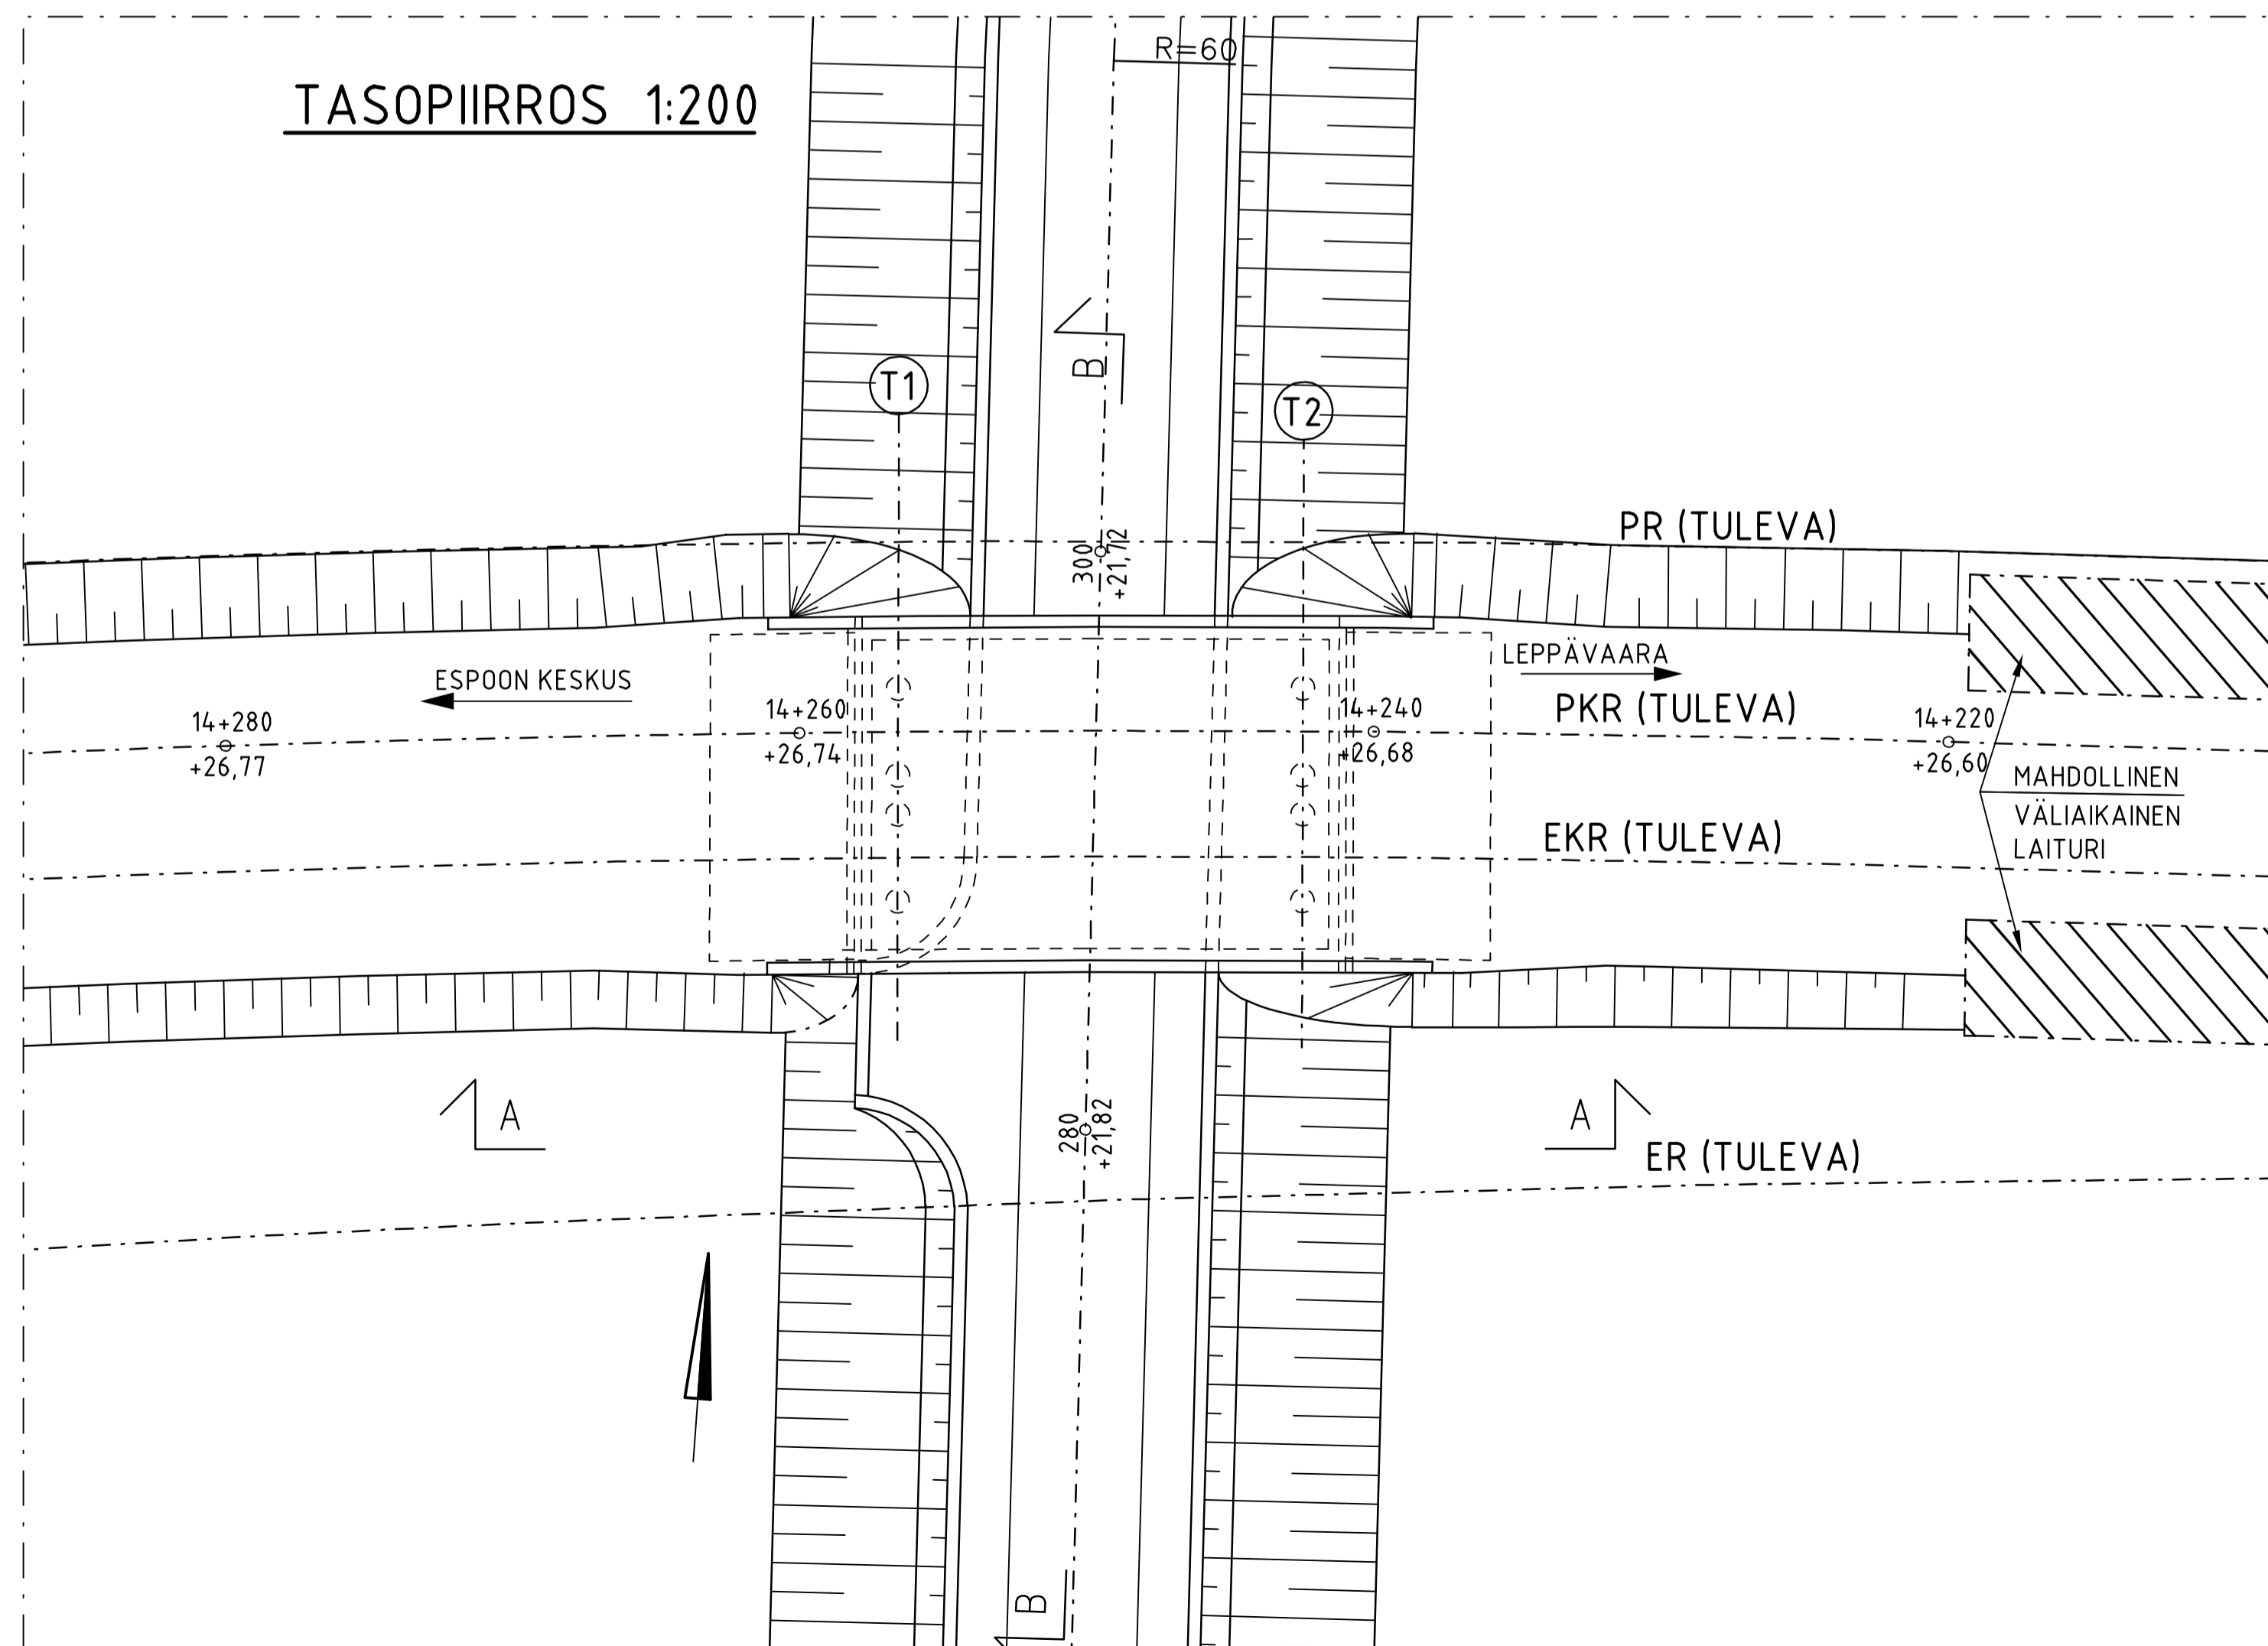 R=60
TASOPIIRROS 1:200
B
T1
T2
PR (TULEVA)
300
+21,72
LEPPÄVAARA
ESPOON KESKUS
14+280
+26,77
14+260
+26,74
14+240
+26,68
PKR (TULEVA)
14+220
+26,60
MAHDOLLINEN
VÄLIAIKAINEN
LAITURI
EKR (TULEVA)
A
A
280
+21,82
ER (TULEVA)
B